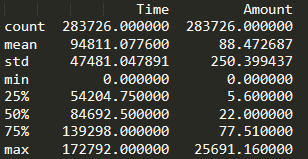 Time Amount
count 283726.000000 283726.000000
mean 94811.077600 88.472687
std 47481.047891 250.399437
min 0.000000 0.000000
25% 54204.750000 5.600000
50% 84692.500000 22.000000
75% 139298.000000 77.510000
max 172792.000000 25691.160000